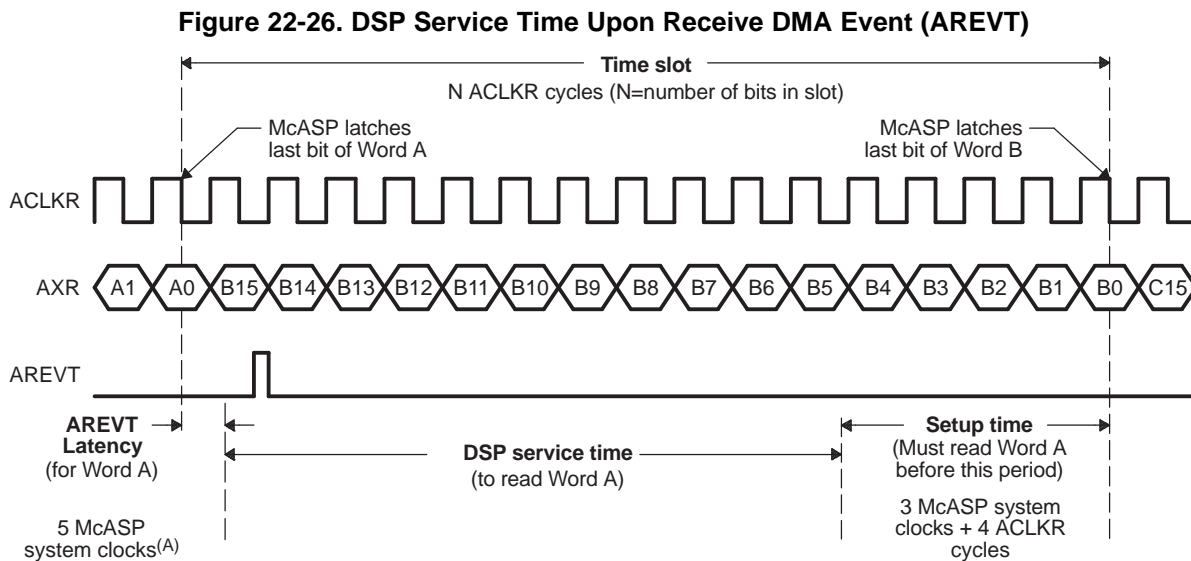 Figure 22-26. DSP Service Time Upon Receive DMA Event (AREVT)
Time slot
N ACLKR cycles (N=number of bits in slot)
McASP latches
last bit of Word A
McASP latches
last bit of Word B
ACLKR
AXR
A1 A0 B15 B14 B13 B12 B11 B10 B9 B8 B7 B6 B5 B4 B3 B2 B1 B0 C15
AREVT
AREVT
Latency
(for Word A)
5 McASP
system clocks(A)
DSP service time
(to read Word A)
Setup time
(Must read Word A
before this period)
3 McASP system
clocks + 4 ACLKR
cycles